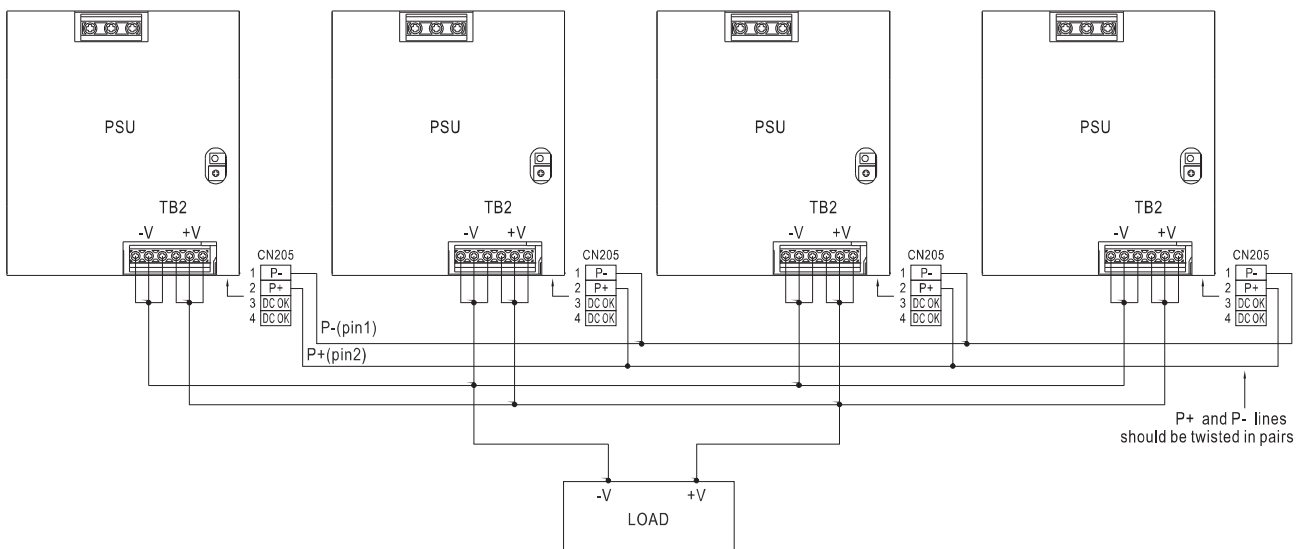 PSU PSU PSU PSU
TB2 TB2 TB2 TB2
-V +V -V +V -V +V -V +V
CN205 CN205 CN205 CN205
1 P- 1 P- 1 P- 1 P-
2 P+ 2 P+ 2 P+ 2 P+
3 DC OK 3 DC OK 3 DC OK 3 DC OK
4 DC OK 4 DC OK 4 DC OK 4 DC OK
P-(pin1)
P+(pin2)
P+ and P- lines
should be twisted in pairs
-V +V
LOAD